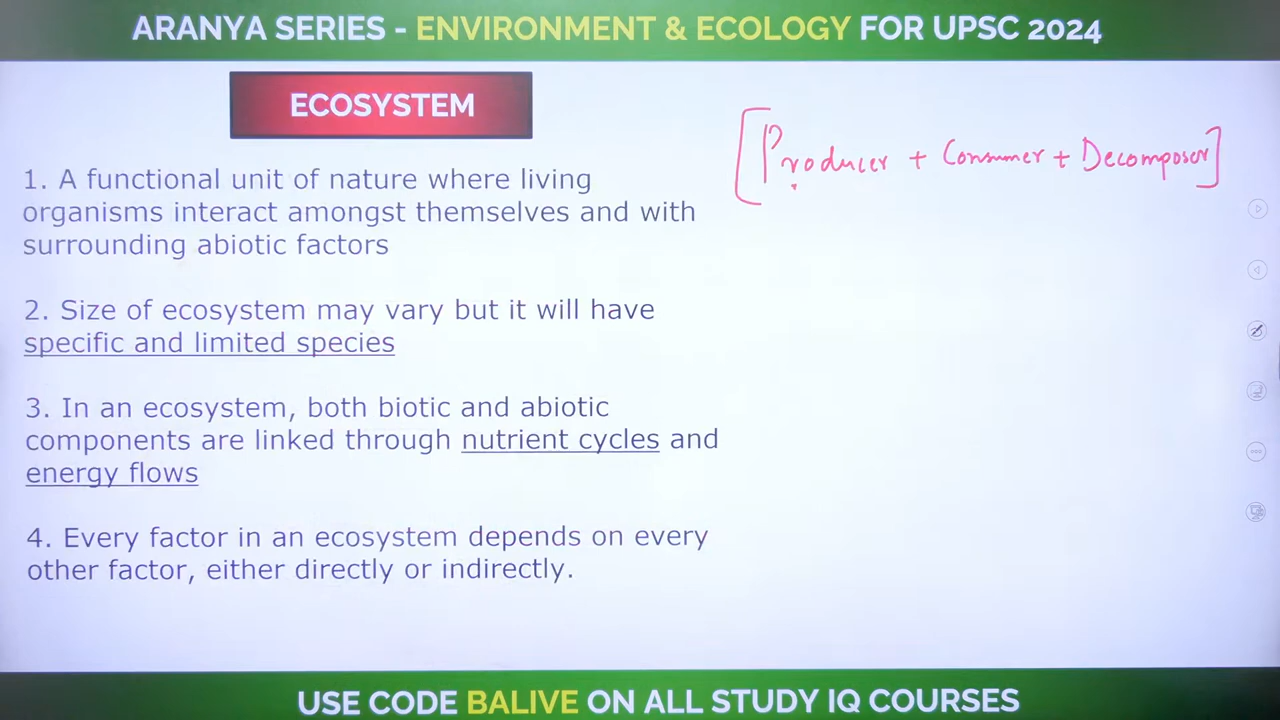 ARANYA SERIES - ENVIRONMENT & ECOLOGY FOR UPSC 2024
ECOSYSTEM
[Producer + Consumer + Decomposer]
1. A functional unit of nature where living
organisms interact amongst themselves and with
surrounding abiotic factors
2. Size of ecosystem may vary but it will have
specific and limited species
3. In an ecosystem, both biotic and abiotic
components are linked through nutrient cycles and
energy flows
4. Every factor in an ecosystem depends on every
other factor, either directly or indirectly.
USE CODE BALIVE ON ALL STUDY IQ COURSES